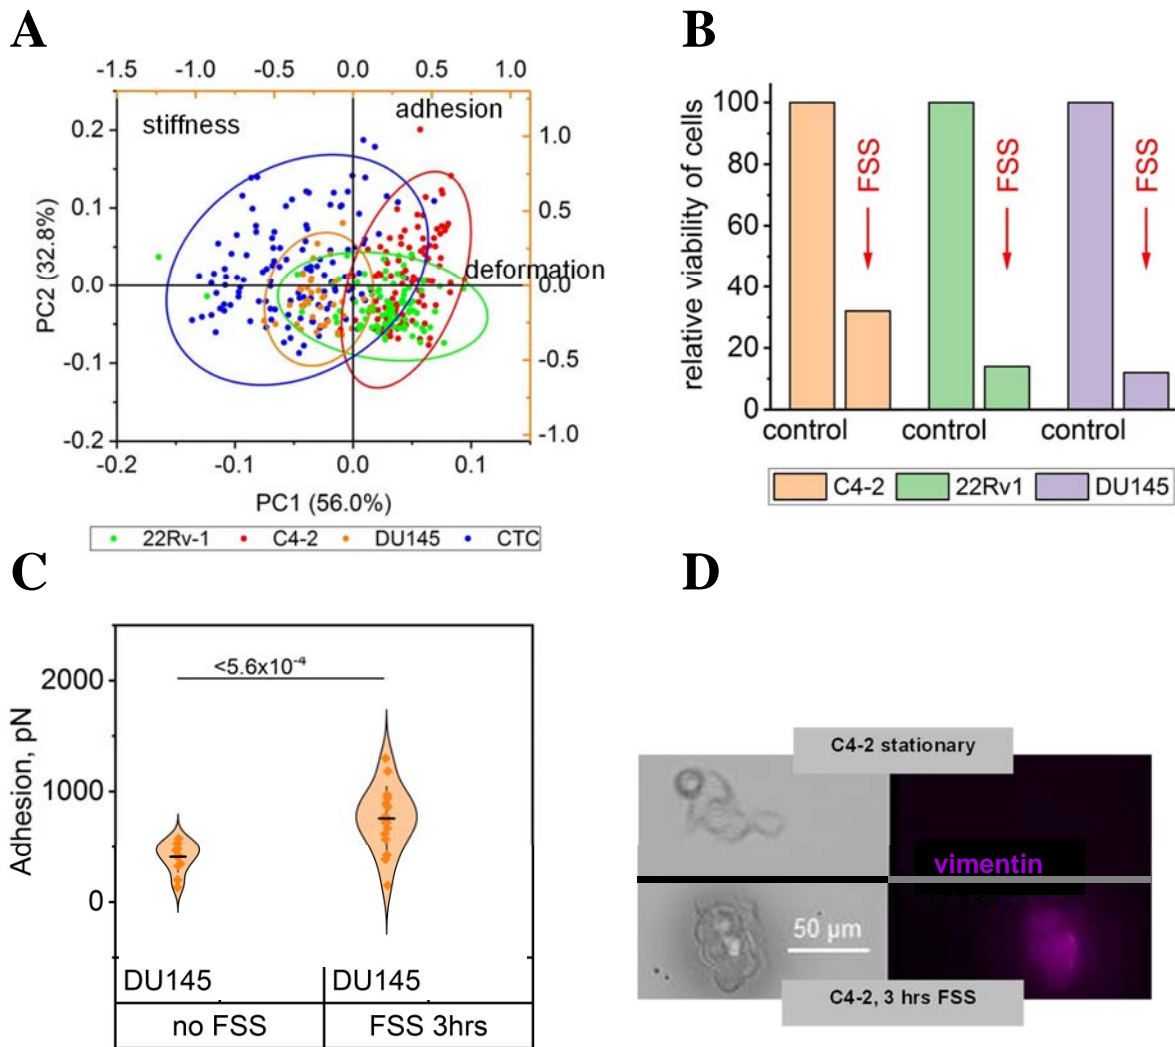 A
-1.5 -1.0 -0.5 0.0 0.5 1.0
stiffness
adhesion
deformation
0.2
0.1
0.0
-0.1
-0.2
1.0
0.5
0.0
-0.5
-1.0
PC2 (32.8%)
-0.2 -0.1 0.0 0.1
PC1 (56.0%)
22Rv-1 C4-2 DU145 CTC
B
relative viability of cells
100
80
60
40
20
0
FSS FSS FSS
control control control
C4-2 22Rv1 DU145
C
Adhesion, pN
2000
1000
0
<5.6x10⁻⁴
DU145 DU145
no FSS FSS 3hrs
D
C4-2 stationary
vimentin
50 µm
C4-2, 3 hrs FSS